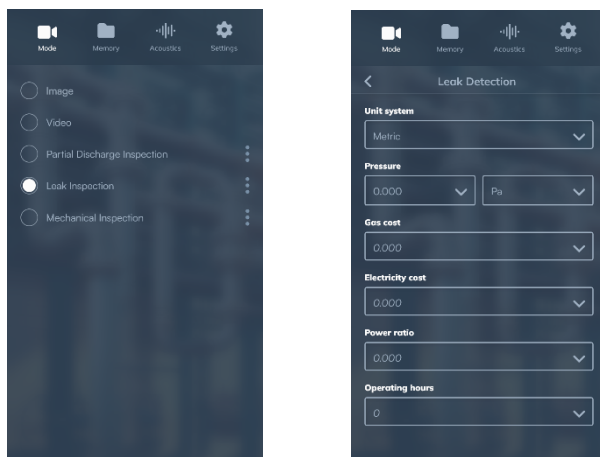 Mode Memory Acoustics Settings
Image
Video
Partial Discharge Inspection
Leak Inspection
Mechanical Inspection
Mode Memory Acoustics Settings
Leak Detection
Unit system
Metric
Pressure
0.000 Pa
Gas cost
0.000
Electricity cost
0.000
Power ratio
0.000
Operating hours
0